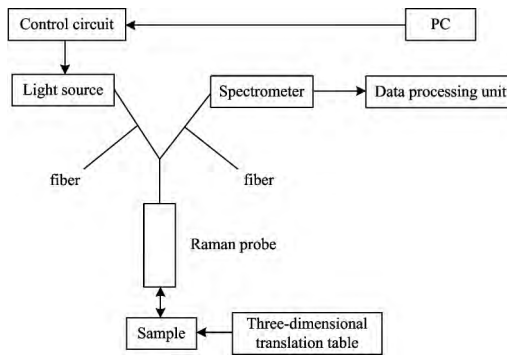 Control circuit
PC
Light source
Spectrometer
Data processing unit
fiber
fiber
Raman probe
Sample
Three-dimensional
translation table